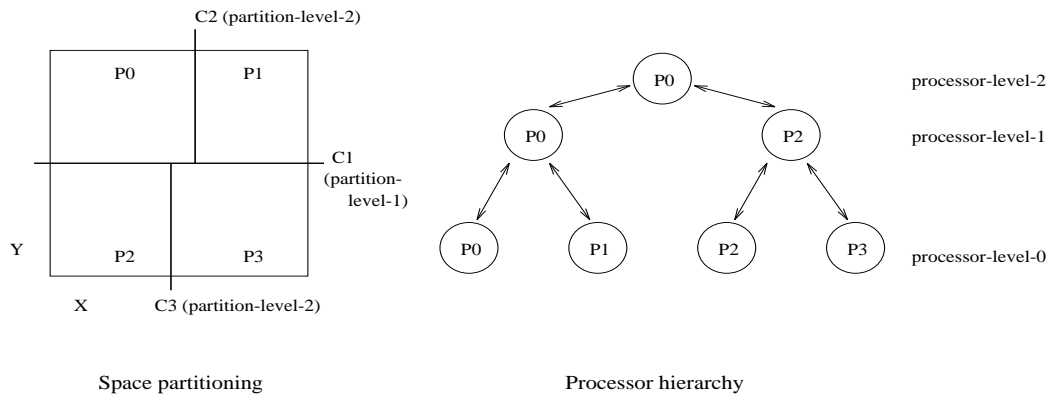 C2 (partition-level-2)
P0
P1
C1
(partition-
level-1)
Y
P2
P3
X
C3 (partition-level-2)
Space partitioning
P0
processor-level-2
P0
P2
processor-level-1
P0
P1
P2
P3
processor-level-0
Processor hierarchy